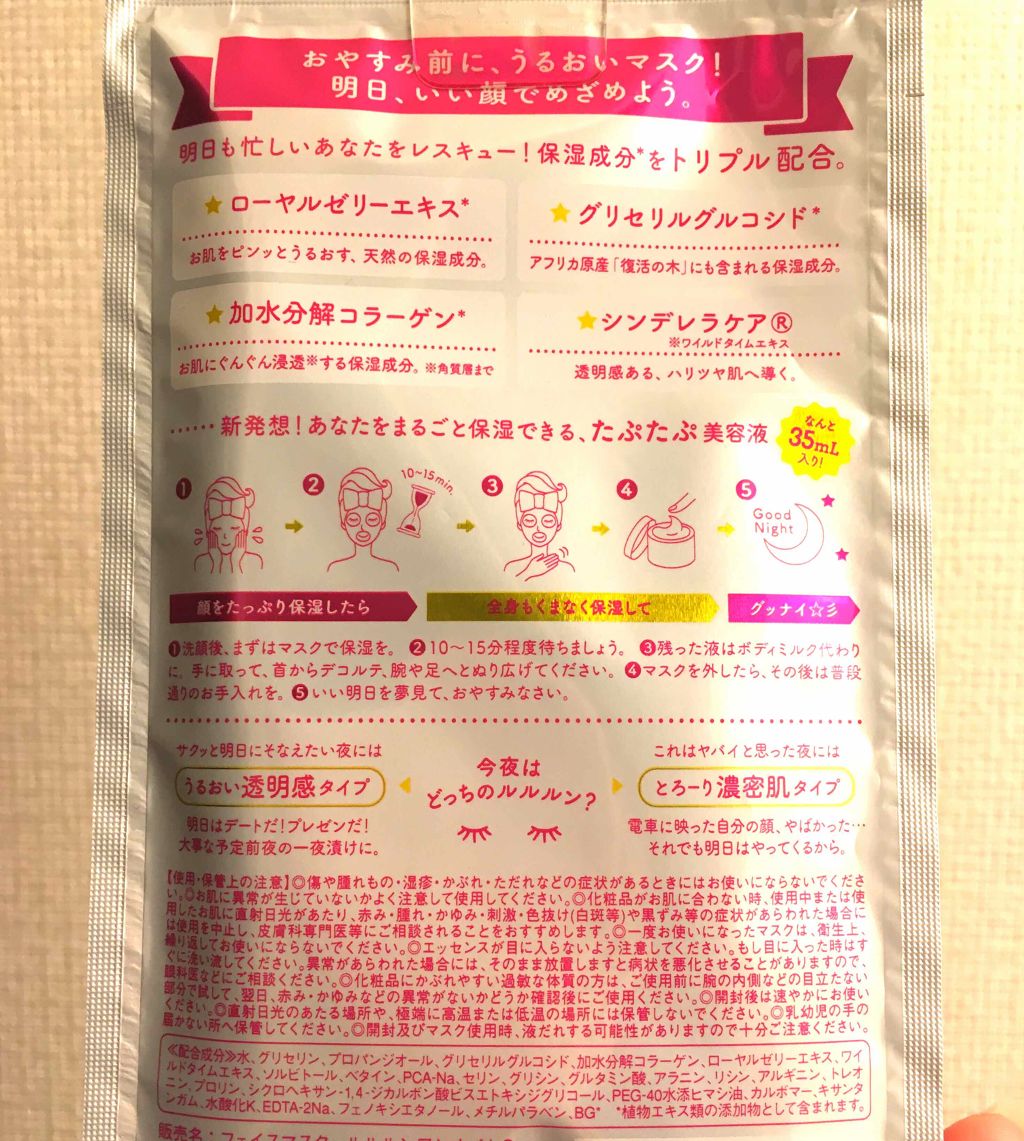 おやすみ前に、うるおいマスク!
明日、いい顔でめざめよう。
明日も忙しいあなたをレスキュー!保湿成分*をトリプル配合。
★ローヤルゼリーエキス*
お肌をピンッとうるおす、天然の保湿成分。
★グリセリルグルコシド*
アフリカ原産「復活の木」にも含まれる保湿成分。
★加水分解コラーゲン*
お肌にぐんぐん浸透※する保湿成分。※角質層まで
★シンデレラケア®
※ワイルドタイムエキス
透明感ある、ハリツヤ肌へ導く。
……新発想!あなたをまるごと保湿できる、たぷたぷ美容液
なんと
35mL
入り!
❶
❷
10~15min.
❸
❹
❺
Good
Night
顔をたっぷり保湿したら
全身もくまなく保湿して
グッナイ☆彡
❶洗顔後、まずはマスクで保湿を。 ❷10~15分程度待ちましょう。 ❸残った液はボディミルク代わり
に。手に取って、首からデコルテ、腕や足へとぬり広げてください。 ❹マスクを外したら、その後は普段
通りのお手入れを。 ❺いい明日を夢見て、おやすみなさい。
サクッと明日にそなえたい夜には
うるおい透明感タイプ
明日はデートだ!プレゼンだ!
大事な予定前夜の一夜漬けに。
今夜は
どっちのルルルン?
これはヤバイと思った夜には
とろーり濃密肌タイプ
電車に映った自分の顔、やばかった…
それでも明日はやってくるから。
【使用・保管上の注意】◎傷や腫れもの・湿疹・かぶれ・ただれなどの症状があるときにはお使いにならないでくださ
い。◎お肌に異常が生じていないかよく注意して使用してください。◎化粧品がお肌に合わない時、使用中または使
用したお肌に直射日光があたり、赤み・腫れ・かゆみ・刺激・色抜け(白斑等)や黒ずみ等の症状があらわれた場合に
は使用を中止し、皮膚科専門医等にご相談されることをおすすめします。◎一度お使いになったマスクは、衛生上、
繰り返してお使いにならないでください。◎エッセンスが目に入らないよう注意してください。もし目に入った時はす
ぐに洗い流してください。異常があらわれた場合には、そのまま放置しますと病状を悪化させることがありますので、
眼科医などにご相談ください。◎化粧品にかぶれやすい過敏な体質の方は、ご使用前に腕の内側などの目立たない
部分で試して、翌日、赤み・かゆみなどの異常がないかどうか確認後にご使用ください。◎開封後は速やかにお使い
ください。◎直射日光のあたる場所や、極端に高温または低温の場所には保管しないでください。◎乳幼児の手の
届かない所へ保管してください。◎開封及びマスク使用時、液だれする可能性がありますので十分ご注意ください。
≪配合成分≫水、グリセリン、プロパンジオール、グリセリルグルコシド、加水分解コラーゲン、ローヤルゼリーエキス、ワイ
ルドタイムエキス、ソルビトール、ベタイン、PCA-Na、セリン、グリシン、グルタミン酸、アラニン、リシン、アルギニン、トレオ
ニン、プロリン、シクロヘキサン-1,4-ジカルボン酸ビスエトキシジグリコール、PEG-40水添ヒマシ油、カルボマー、キサンタ
ンガム、水酸化K、EDTA-2Na、フェノキシエタノール、メチルパラベン、BG* *植物エキス類の添加物として含まれます。
販売名:フェイスマスク